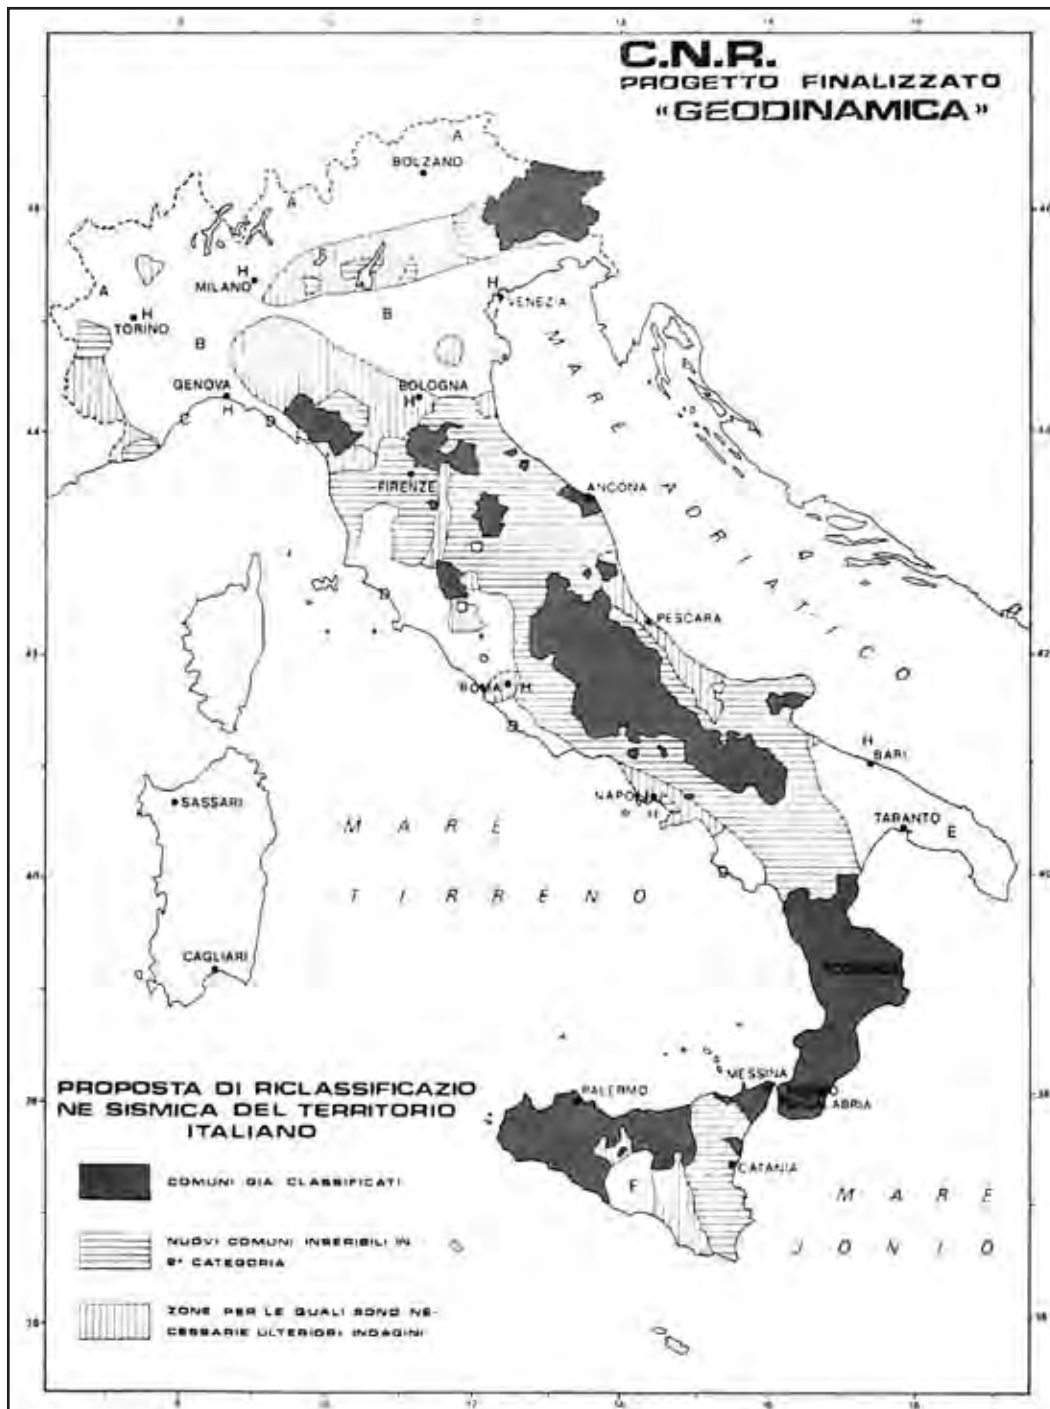 C.N.R.
PROGETTO FINALIZZATO
«GEODINAMICA»
A
BOLZANO
A
H
MILANO
A
H
TORINO
B
H
VENEZIA
B
GENOVA
H
C
D
BOLOGNA
H
FIRENZE
ANCONA
MARE ADRIATICO
D
PESCARA
ROMA
H
D
H
BARI
NAPOLI
H
TARANTO
E
SASSARI
MARE
TIRRENO
D
CAGLIARI
COSENZA
MESSINA
PALERMO
CATANIA
F
MARE
JONIO
PROPOSTA DI RICLASSIFICAZIO
NE SISMICA DEL TERRITORIO
ITALIANO
COMUNI GIA CLASSIFICATI
NUOVI COMUNI INSERIBILI IN
2ª CATEGORIA
ZONE PER LE QUALI SONO NE-
CESSARIE ULTERIORI INDAGINI